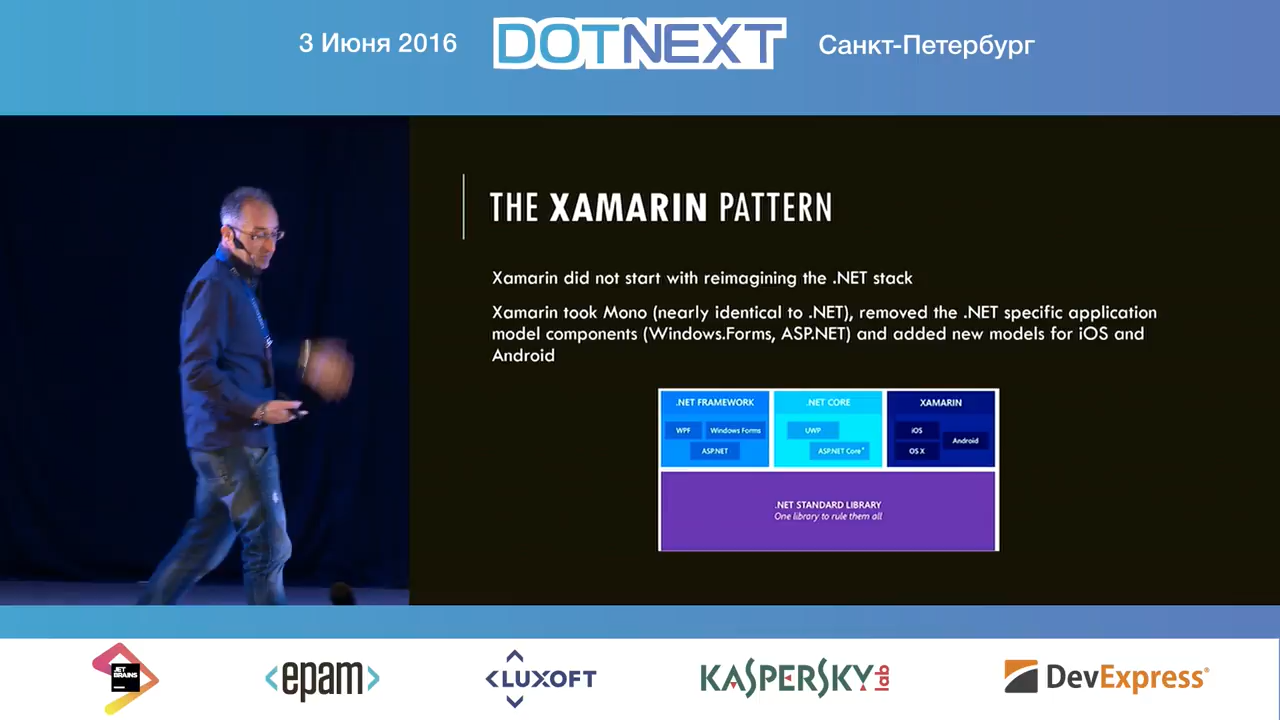 3 Июня 2016
DOTNEXT
Санкт-Петербург
THE XAMARIN PATTERN
Xamarin did not start with reimagining the .NET stack
Xamarin took Mono (nearly identical to .NET), removed the .NET specific application
model components (Windows.Forms, ASP.NET) and added new models for iOS and
Android
.NET FRAMEWORK
WPF
Windows Forms
ASP.NET
.NET CORE
UWP
ASP.NET Core*
XAMARIN
iOS
Android
OS X
.NET STANDARD LIBRARY
One library to rule them all
JET
BRAINS
<epam>
<LUXOFT
KASPERSKY lab
DevExpress®